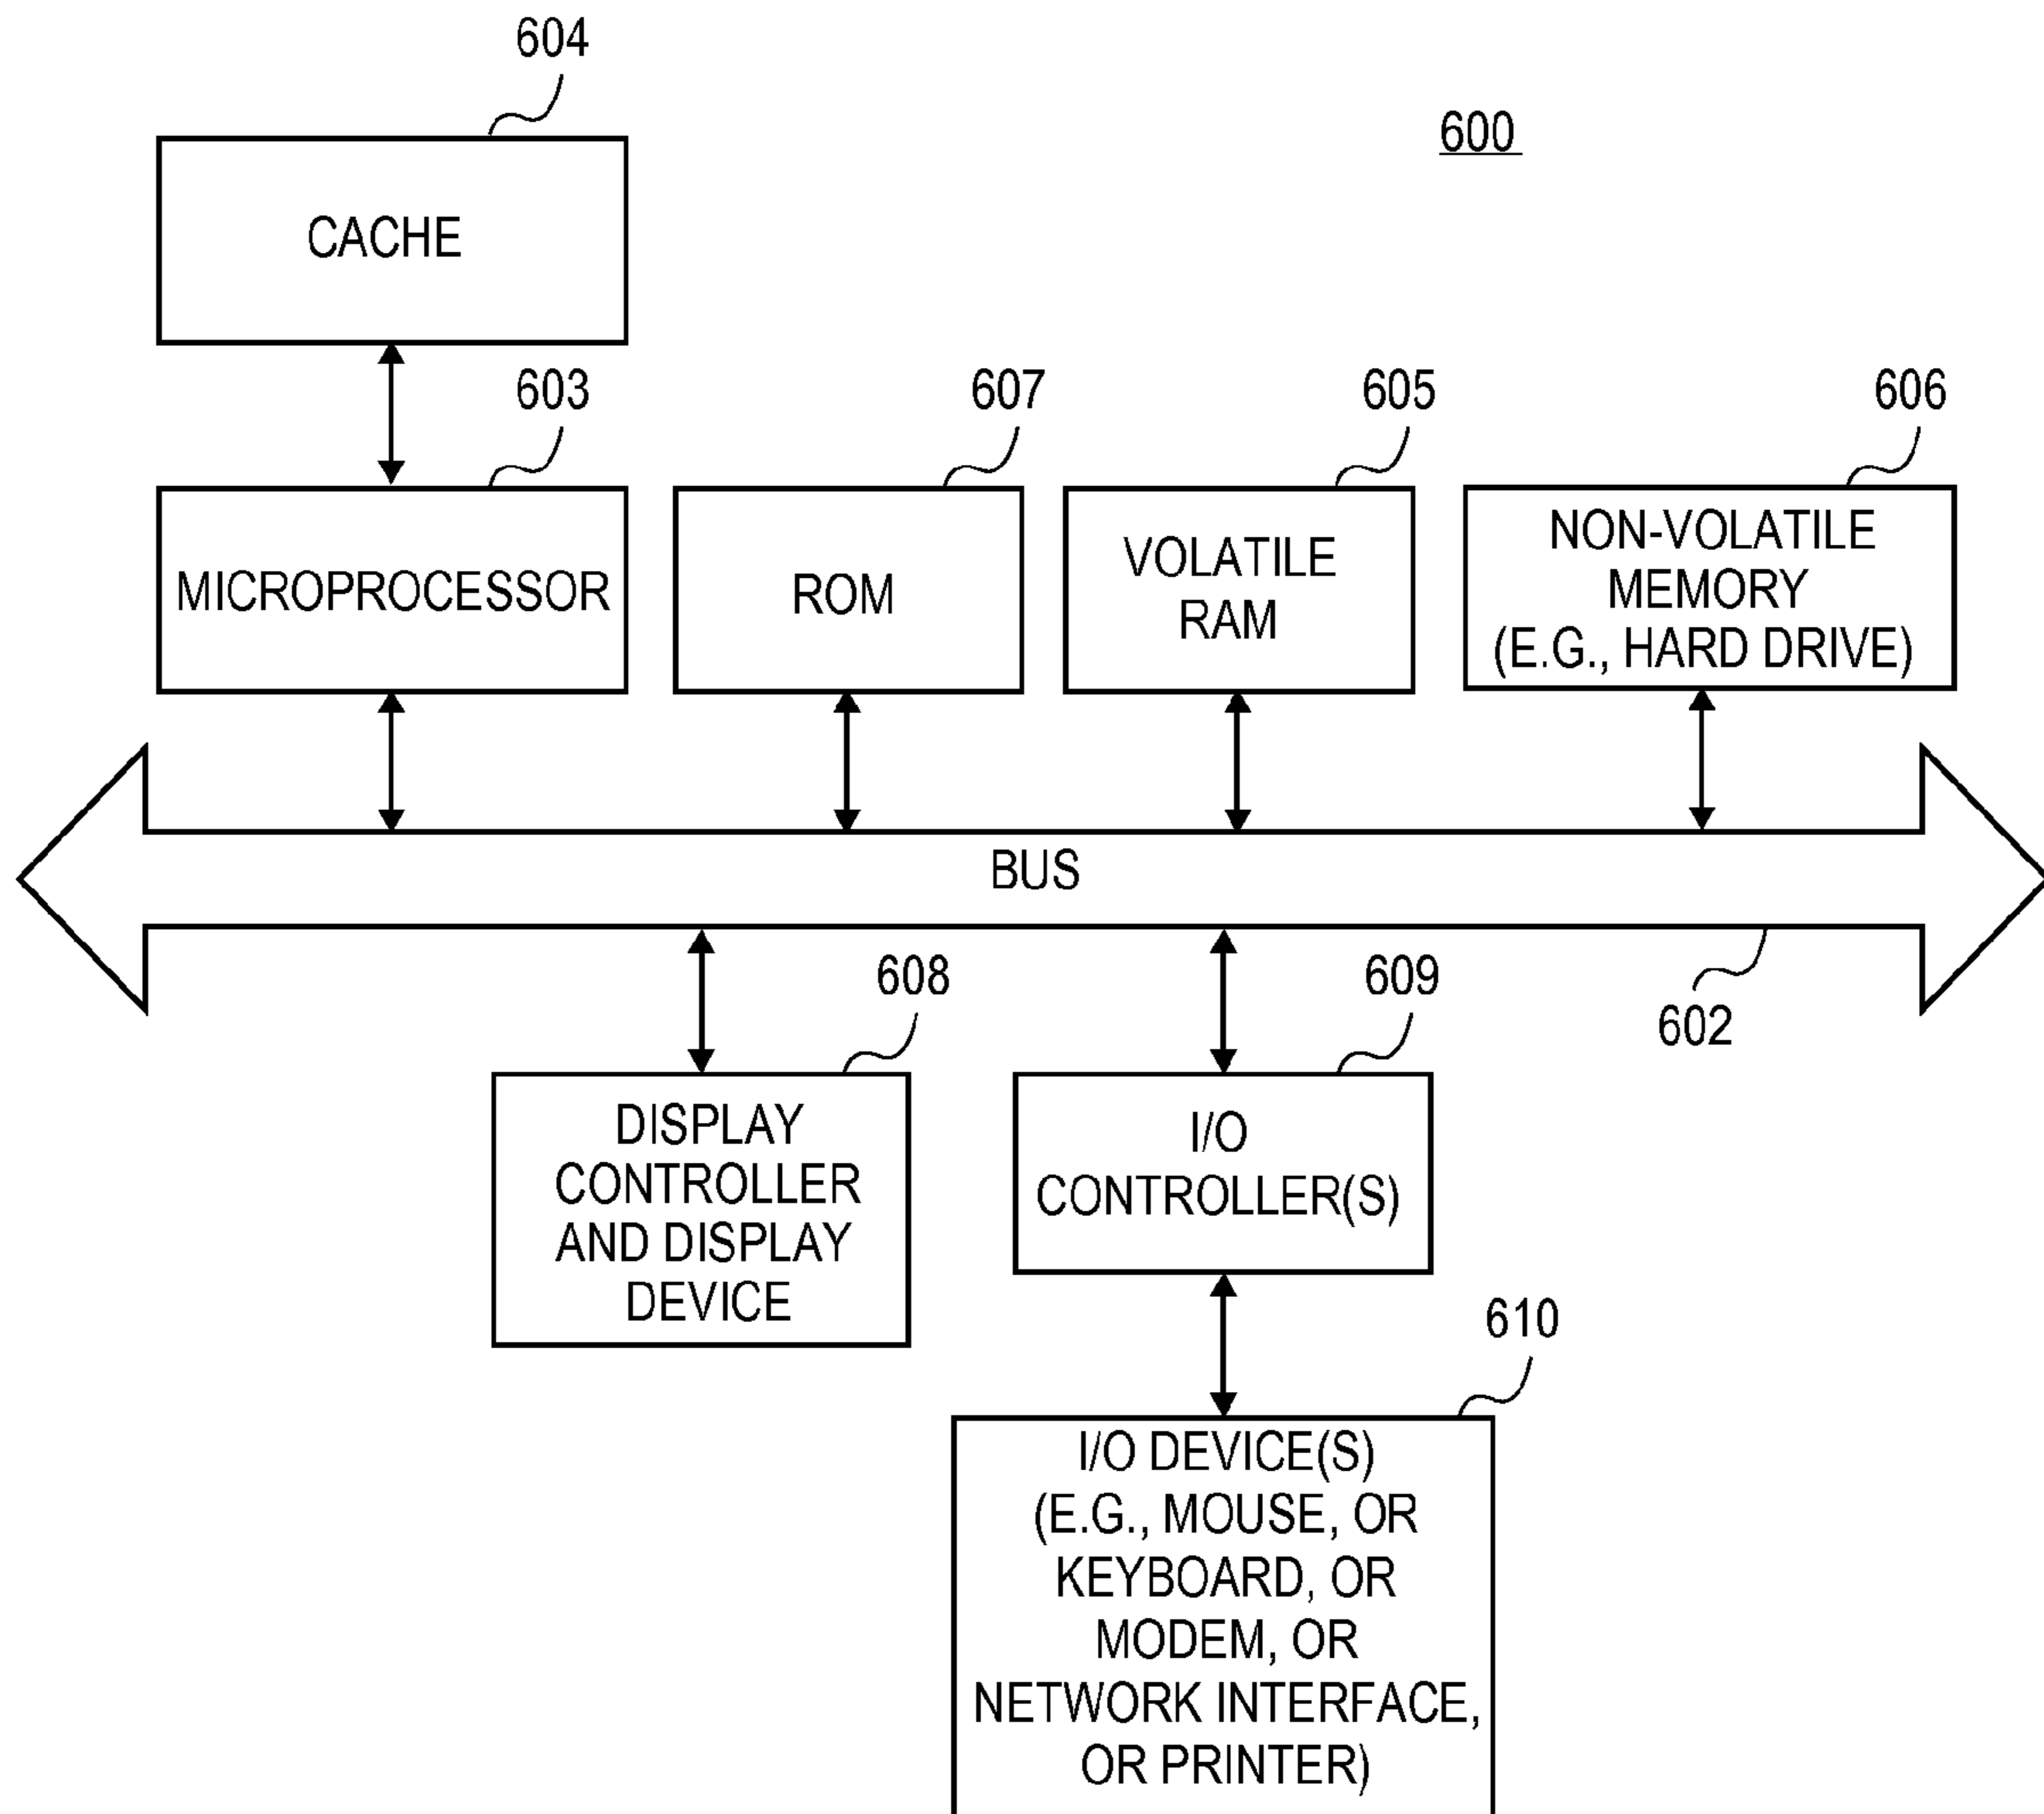 604
600
CACHE
603
607
605
606
MICROPROCESSOR
ROM
VOLATILE
RAM
NON-VOLATILE
MEMORY
(E.G., HARD DRIVE)
BUS
608
609
602
DISPLAY
CONTROLLER
AND DISPLAY
DEVICE
I/O
CONTROLLER(S)
610
I/O DEVICE(S)
(E.G., MOUSE, OR
KEYBOARD, OR
MODEM, OR
NETWORK INTERFACE,
OR PRINTER)